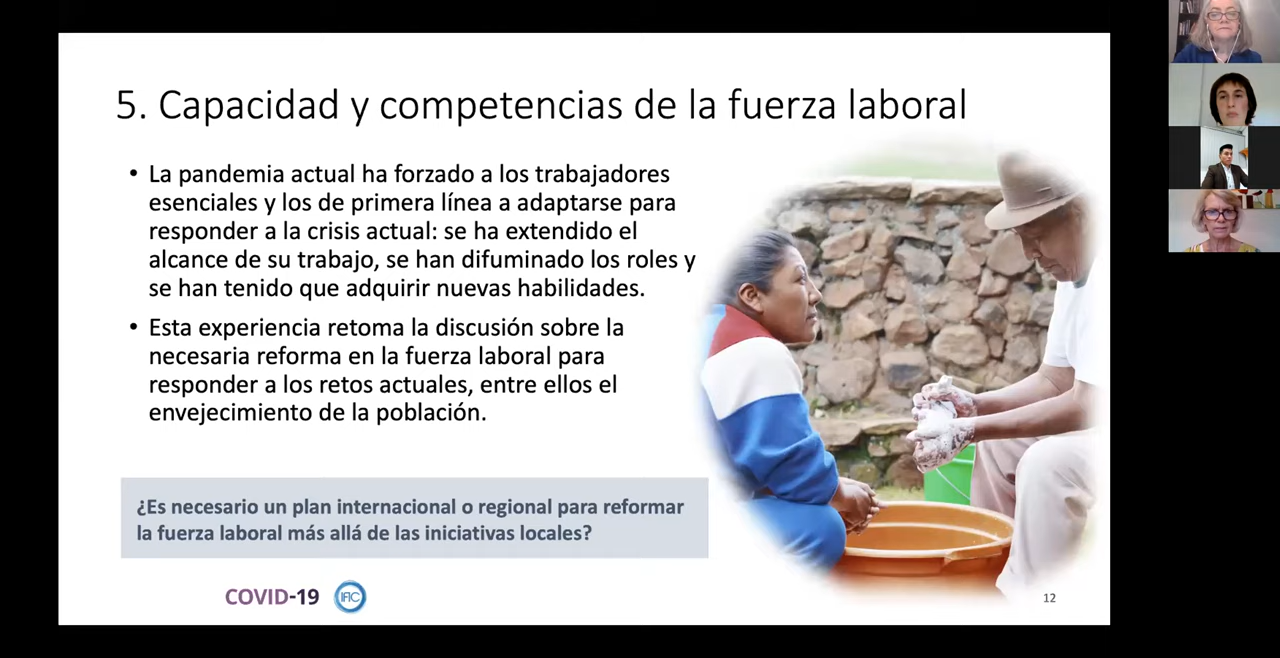 5. Capacidad y competencias de la fuerza laboral
• La pandemia actual ha forzado a los trabajadores
esenciales y los de primera línea a adaptarse para
responder a la crisis actual: se ha extendido el
alcance de su trabajo, se han difuminado los roles y
se han tenido que adquirir nuevas habilidades.
• Esta experiencia retoma la discusión sobre la
necesaria reforma en la fuerza laboral para
responder a los retos actuales, entre ellos el
envejecimiento de la población.
¿Es necesario un plan internacional o regional para reformar
la fuerza laboral más allá de las iniciativas locales?
COVID-19 IFIC
12